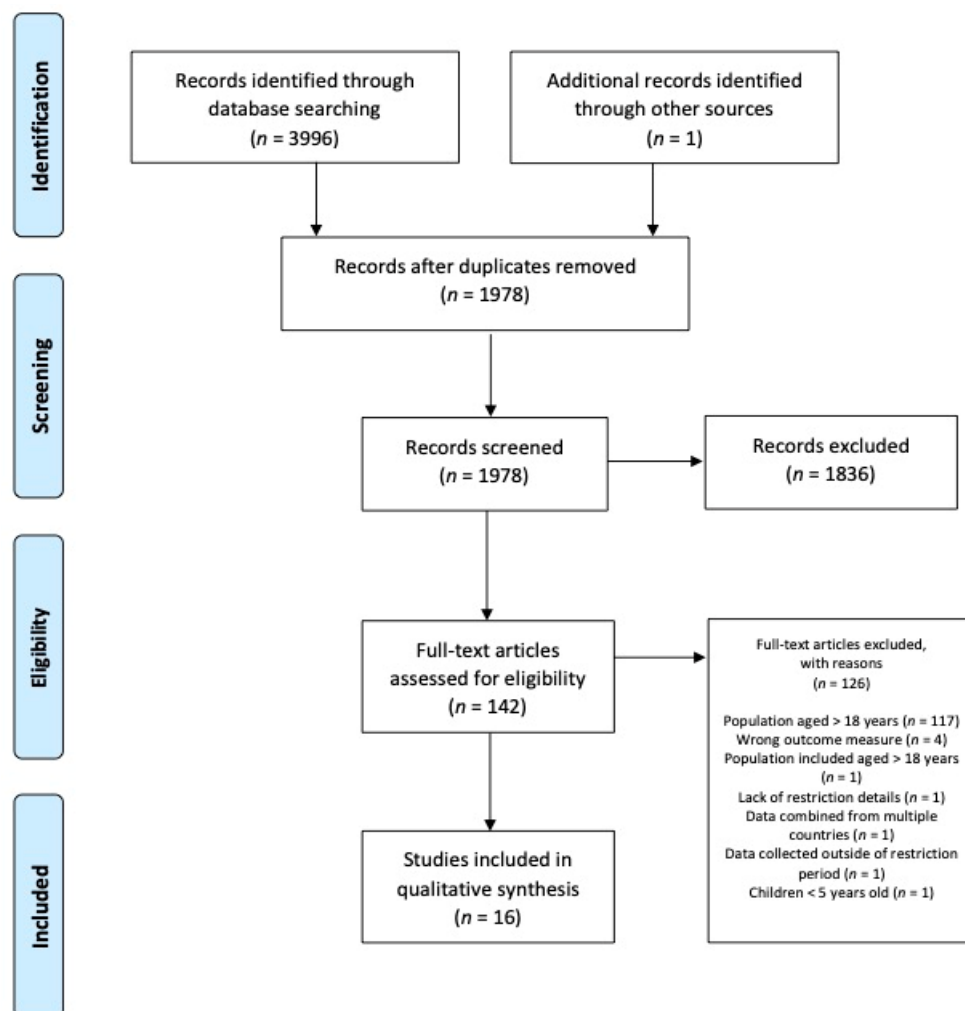 Identification
Records identified through
database searching
(n = 3996)
Additional records identified
through other sources
(n = 1)
Records after duplicates removed
(n = 1978)
Screening
Records screened
(n = 1978)
Records excluded
(n = 1836)
Eligibility
Full-text articles
assessed for eligibility
(n = 142)
Full-text articles excluded,
with reasons
(n = 126)
Population aged > 18 years (n = 117)
Wrong outcome measure (n = 4)
Population included aged > 18 years
(n = 1)
Lack of restriction details (n = 1)
Data combined from multiple
countries (n = 1)
Data collected outside of restriction
period (n = 1)
Children < 5 years old (n = 1)
Included
Studies included in
qualitative synthesis
(n = 16)